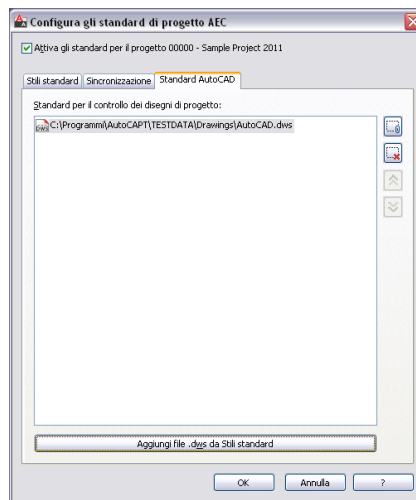 Configura gli standard di progetto AEC
Attiva gli standard per il progetto 00000 - Sample Project 2011
Stili standard Sincronizzazione Standard AutoCAD
Standard per il controllo dei disegni di progetto:
DWS C:\Programmi\AutoCAPT\TESTDATA\Drawings\AutoCAD.dws
Aggiungi file .dws da Stili standard
OK Annulla ?